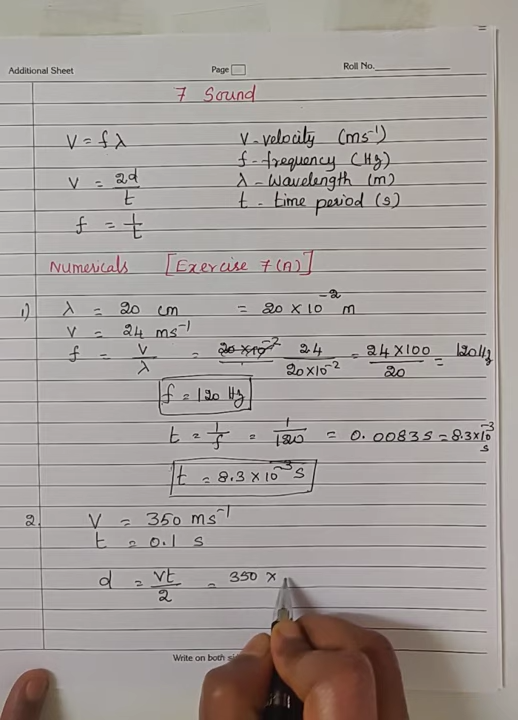 Additional Sheet Page Roll No.
7 Sound
V = fλ V - velocity (ms⁻¹)
f - frequency (Hz)
V = 2d/t λ - Wavelength (m)
t - time period (s)
f = 1/t
Numericals [Exercise 7(A)]
1) λ = 20 cm = 20 × 10⁻² m
V = 24 ms⁻¹
f = V/λ = 24/20×10⁻² = 24×100/20 = 120Hz
f = 120 Hz
t = 1/f = 1/120 = 0.0083s = 8.3×10⁻³ s
t = 8.3 × 10⁻³ s
2. V = 350 ms⁻¹
t = 0.1 s
d = Vt/2 = 350 ×
Write on both